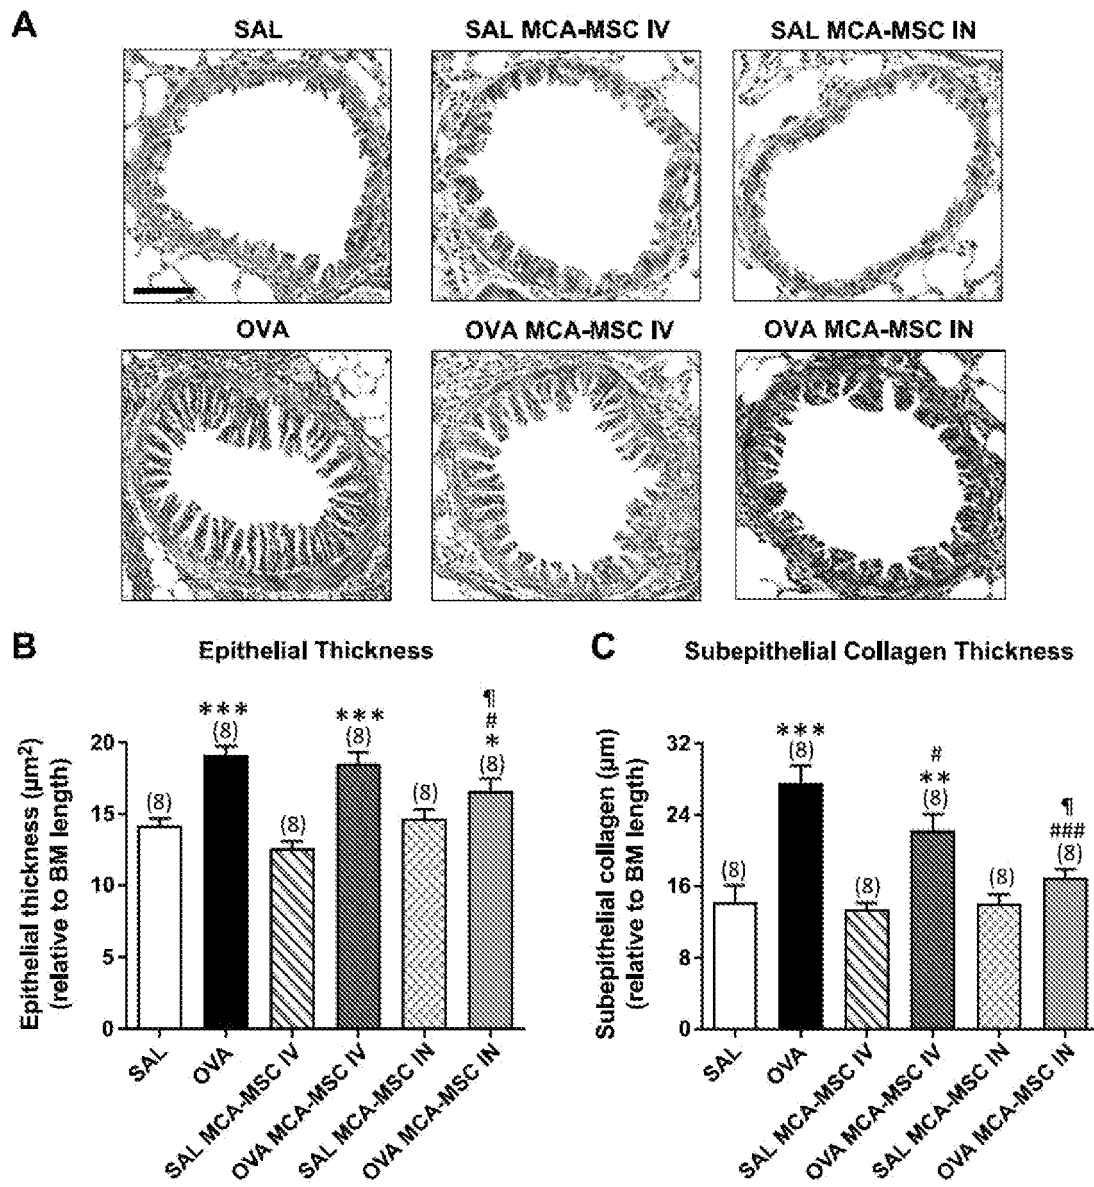 A
SAL
SAL MCA-MSC IV
SAL MCA-MSC IN
OVA
OVA MCA-MSC IV
OVA MCA-MSC IN
B
Epithelial Thickness
Epithelial thickness (µm²)
(relative to BM length)
20
15
10
5
0
(8)
***
(8)
(8)
***
(8)
(8)
¶
#
*
(8)
SAL
OVA
SAL MCA-MSC IV
OVA MCA-MSC IV
SAL MCA-MSC IN
OVA MCA-MSC IN
C
Subepithelial Collagen Thickness
Subepithelial collagen (µm)
(relative to BM length)
32
24
16
8
0
(8)
***
(8)
(8)
#
**
(8)
(8)
¶
###
(8)
SAL
OVA
SAL MCA-MSC IV
OVA MCA-MSC IV
SAL MCA-MSC IN
OVA MCA-MSC IN